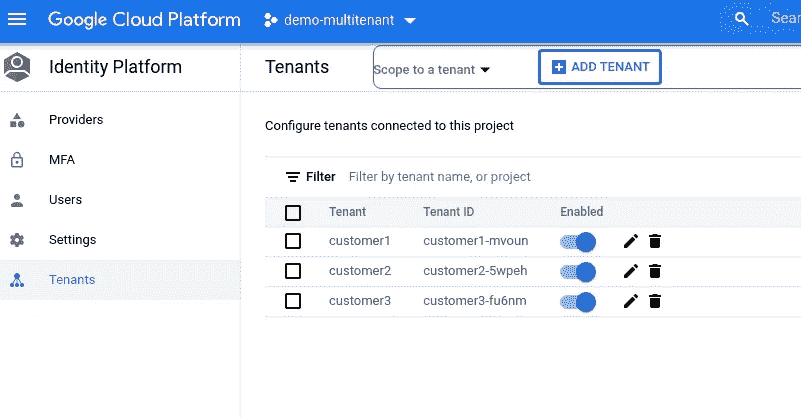 Google Cloud Platform demo-multitenant Sear
Identity Platform Tenants Scope to a tenant ADD TENANT
Providers
MFA
Users
Settings
Tenants
Configure tenants connected to this project
Filter Filter by tenant name, or project
Tenant Tenant ID Enabled
customer1 customer1-mvoun
customer2 customer2-5wpeh
customer3 customer3-fu6nm